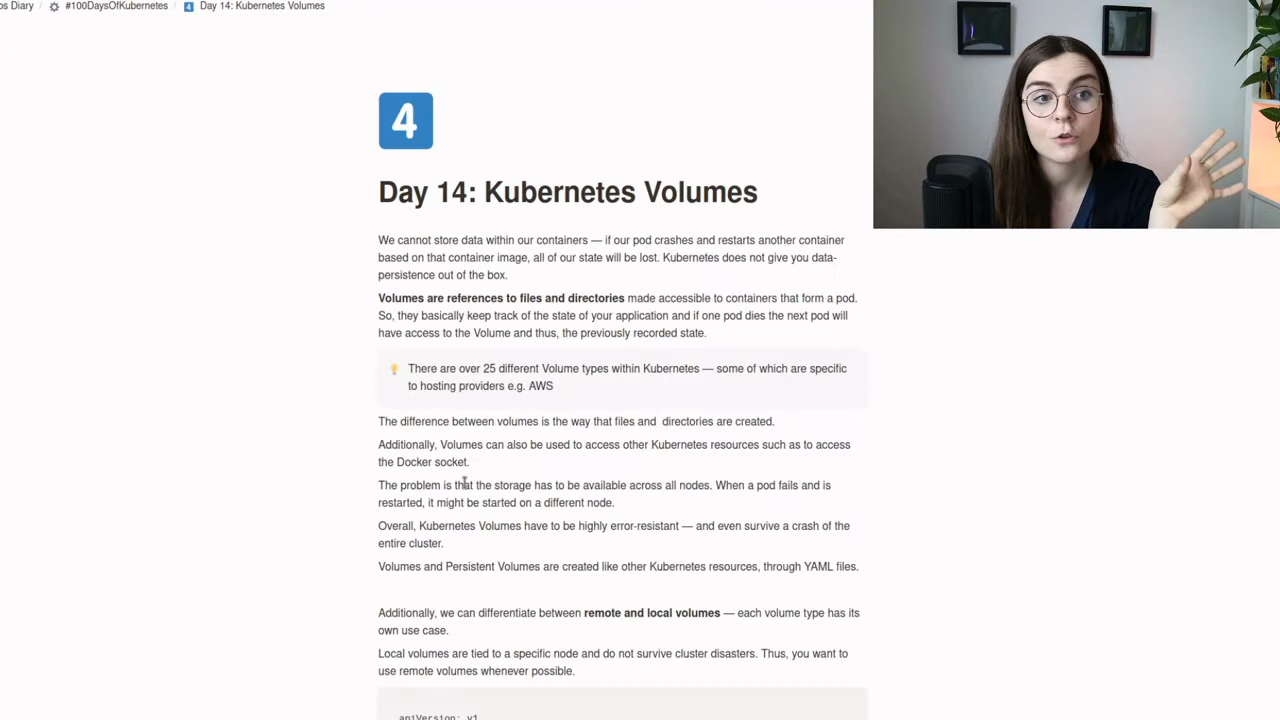 os Diary / #100DaysOfKubernetes / 4 Day 14: Kubernetes Volumes
4
Day 14: Kubernetes Volumes
We cannot store data within our containers — if our pod crashes and restarts another container
based on that container image, all of our state will be lost. Kubernetes does not give you data-
persistence out of the box.
Volumes are references to files and directories made accessible to containers that form a pod.
So, they basically keep track of the state of your application and if one pod dies the next pod will
have access to the Volume and thus, the previously recorded state.
There are over 25 different Volume types within Kubernetes — some of which are specific
to hosting providers e.g. AWS
The difference between volumes is the way that files and  directories are created.
Additionally, Volumes can also be used to access other Kubernetes resources such as to access
the Docker socket.
The problem is that the storage has to be available across all nodes. When a pod fails and is
restarted, it might be started on a different node.
Overall, Kubernetes Volumes have to be highly error-resistant — and even survive a crash of the
entire cluster.
Volumes and Persistent Volumes are created like other Kubernetes resources, through YAML files.
Additionally, we can differentiate between remote and local volumes — each volume type has its
own use case.
Local volumes are tied to a specific node and do not survive cluster disasters. Thus, you want to
use remote volumes whenever possible.
apiVersion: v1